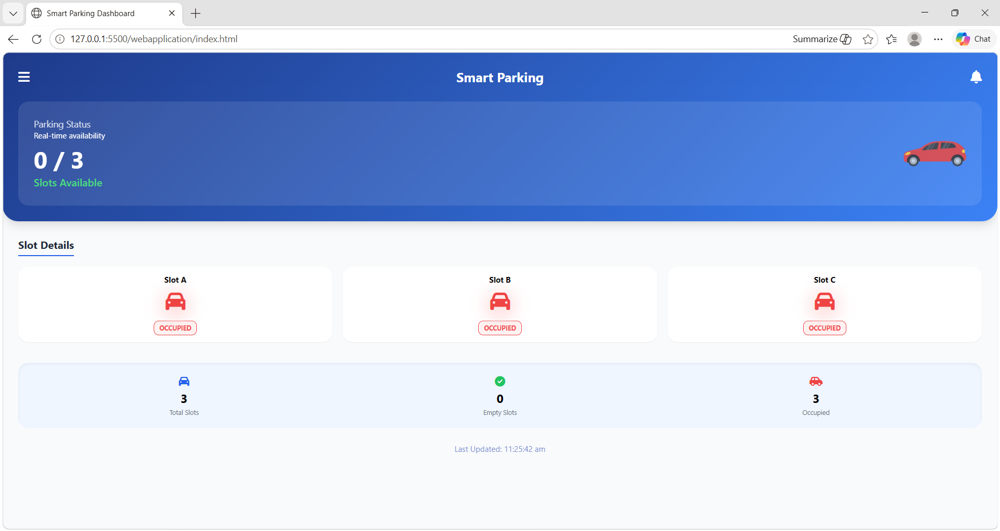 Smart Parking Dashboard
127.0.0.1:5500/webapplication/index.html
Summarize
Chat
Smart Parking
Parking Status
Real-time availability
0 / 3
Slots Available
Slot Details
Slot A
Slot B
Slot C
OCCUPIED
OCCUPIED
OCCUPIED
3
0
3
Total Slots
Empty Slots
Occupied
Last Updated: 11:25:42 am